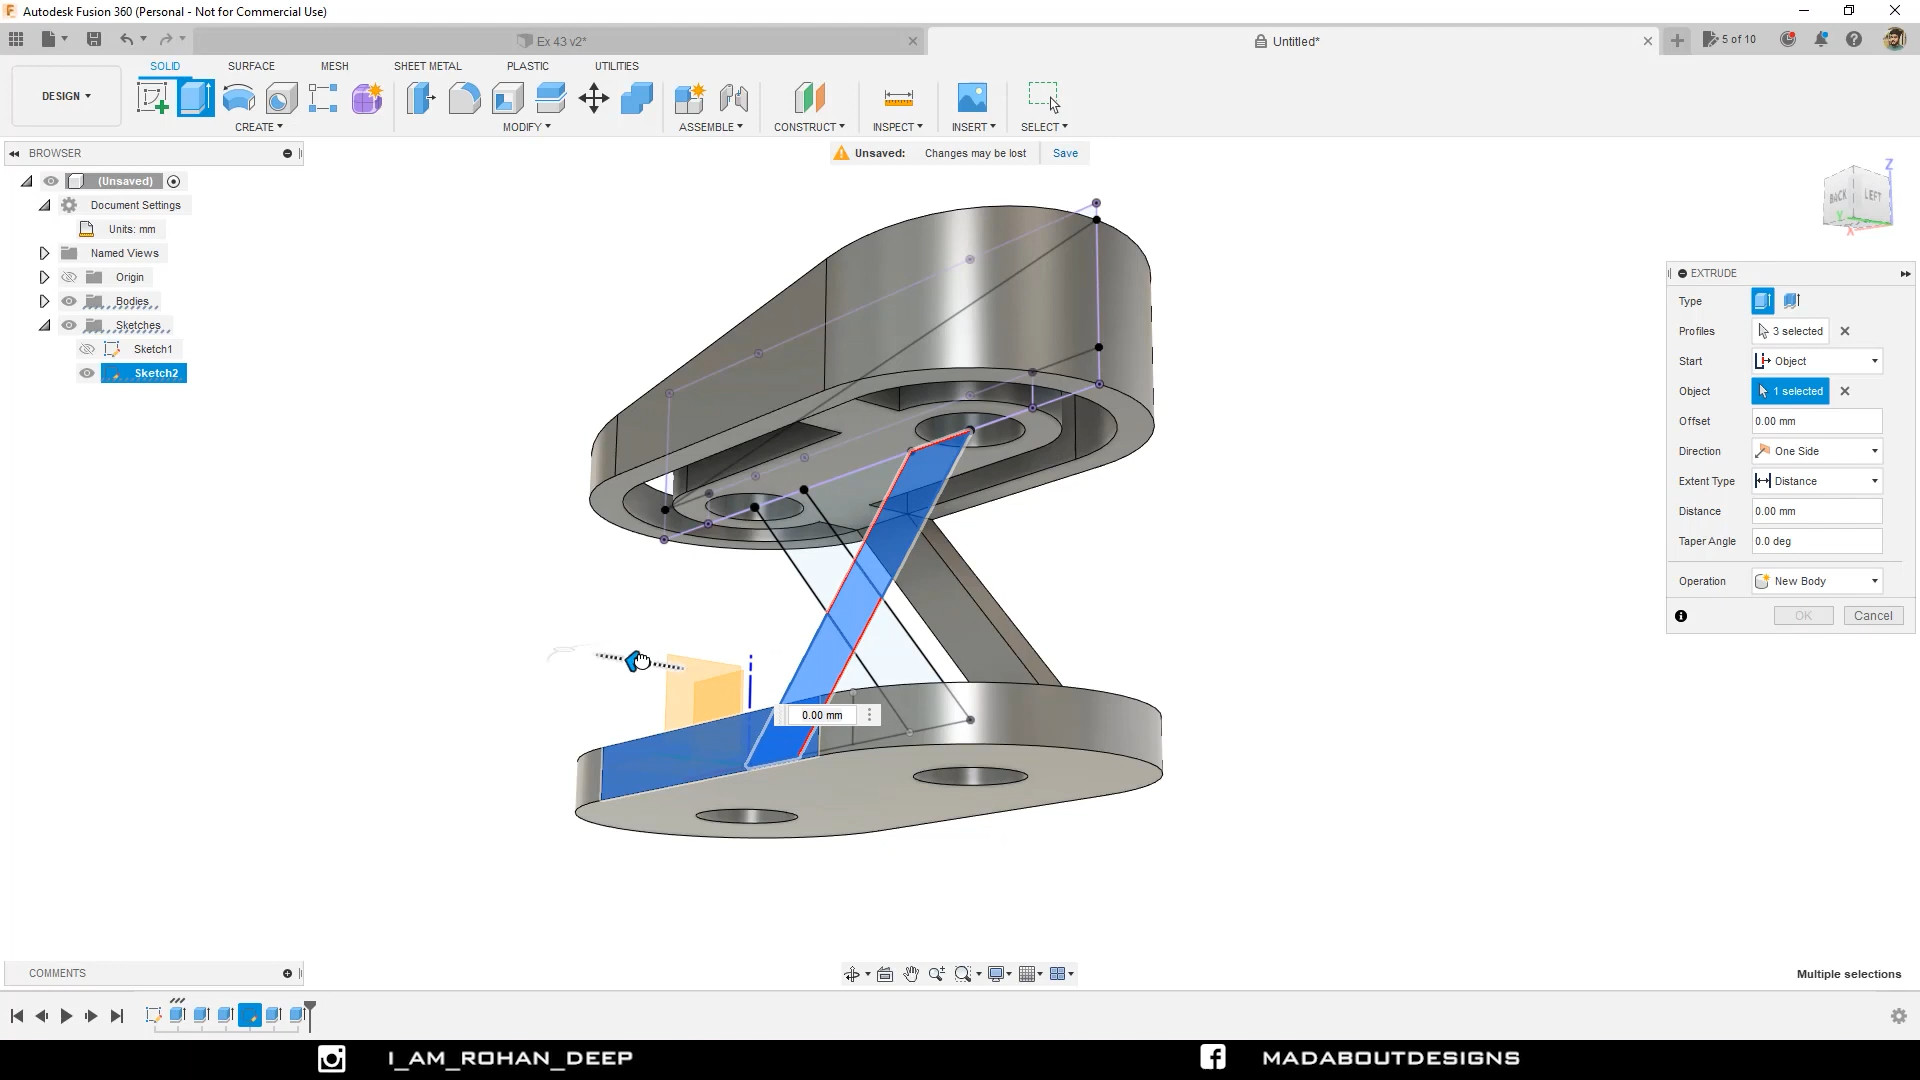 Autodesk Fusion 360 (Personal - Not for Commercial Use)
Ex 43 v2*
Untitled*
5 of 10
DESIGN
SOLID
SURFACE
MESH
SHEET METAL
PLASTIC
UTILITIES
CREATE
MODIFY
ASSEMBLE
CONSTRUCT
INSPECT
INSERT
SELECT
BROWSER
Unsaved:
Changes may be lost
Save
(Unsaved)
Document Settings
Units: mm
Named Views
Origin
Bodies
Sketches
Sketch1
Sketch2
Z
BACK
LEFT
Y
X
EXTRUDE
Type
Profiles
3 selected
Start
Object
Object
1 selected
Offset
0.00 mm
Direction
One Side
Extent Type
Distance
Distance
0.00 mm
Taper Angle
0.0 deg
Operation
New Body
OK
Cancel
0.00 mm
COMMENTS
Multiple selections
I_AM_ROHAN_DEEP
MADABOUTDESIGNS